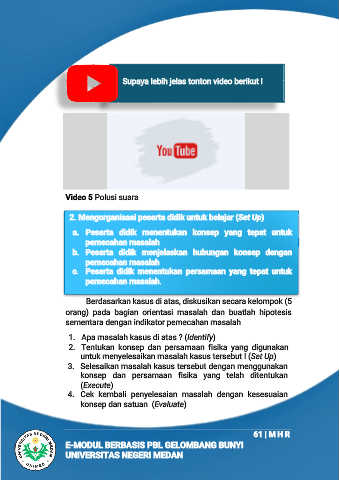 Supaya lebih jelas tonton video berikut !
YouTube
Video 5 Polusi suara
2. Mengorganisasi peserta didik untuk belajar (Set Up)
a. Peserta didik menentukan konsep yang tepat untuk
pemecahan masalah
b. Peserta didik menjelaskan hubungan konsep dengan
pemecahan masalah
c. Peserta didik menentukan persamaan yang tepat untuk
pemecahan masalah.
Berdasarkan kasus di atas, diskusikan secara kelompok (5
orang) pada bagian orientasi masalah dan buatlah hipotesis
sementara dengan indikator pemecahan masalah
1. Apa masalah kasus di atas ? (Identify)
2. Tentukan konsep dan persamaan fisika yang digunakan
untuk menyelesaikan masalah kasus tersebut ! (Set Up)
3. Selesaikan masalah kasus tersebut dengan menggunakan
konsep dan persamaan fisika yang telah ditentukan
(Execute)
4. Cek kembali penyelesaian masalah dengan kesesuaian
konsep dan satuan (Evaluate)
61 | M H R
E-MODUL BERBASIS PBL GELOMBANG BUNYI
UNIVERSITAS NEGERI MEDAN